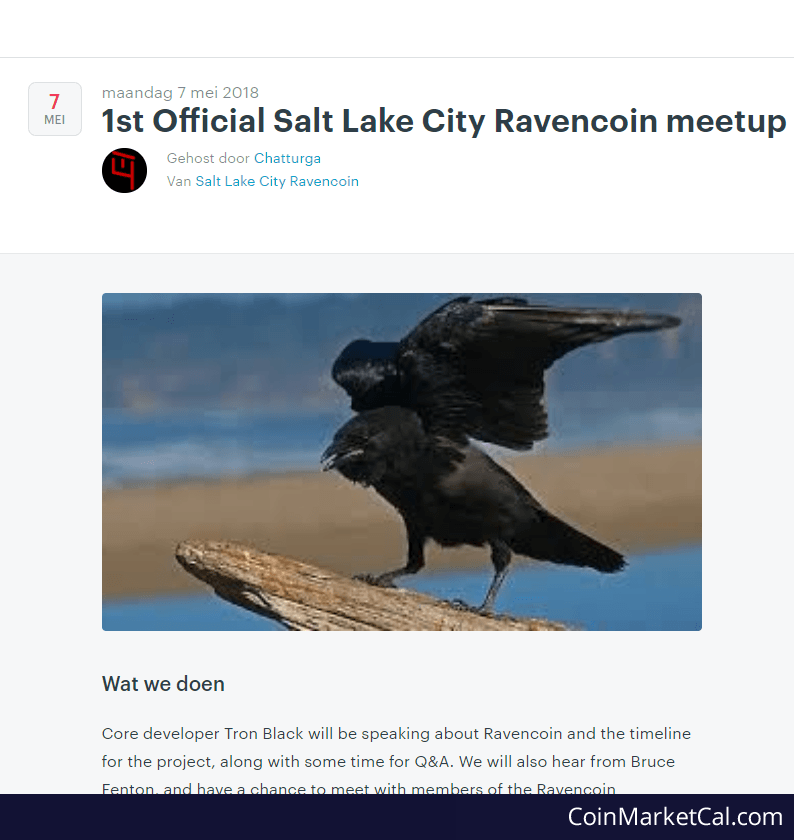 maandag 7 mei 2018
7
MEI
1st Official Salt Lake City Ravencoin meetup
Gehost door Chatturga
Van Salt Lake City Ravencoin
Wat we doen
Core developer Tron Black will be speaking about Ravencoin and the timeline
for the project, along with some time for Q&A. We will also hear from Bruce
Fenton, and have a chance to meet with members of the Ravencoin
CoinMarketCal.com